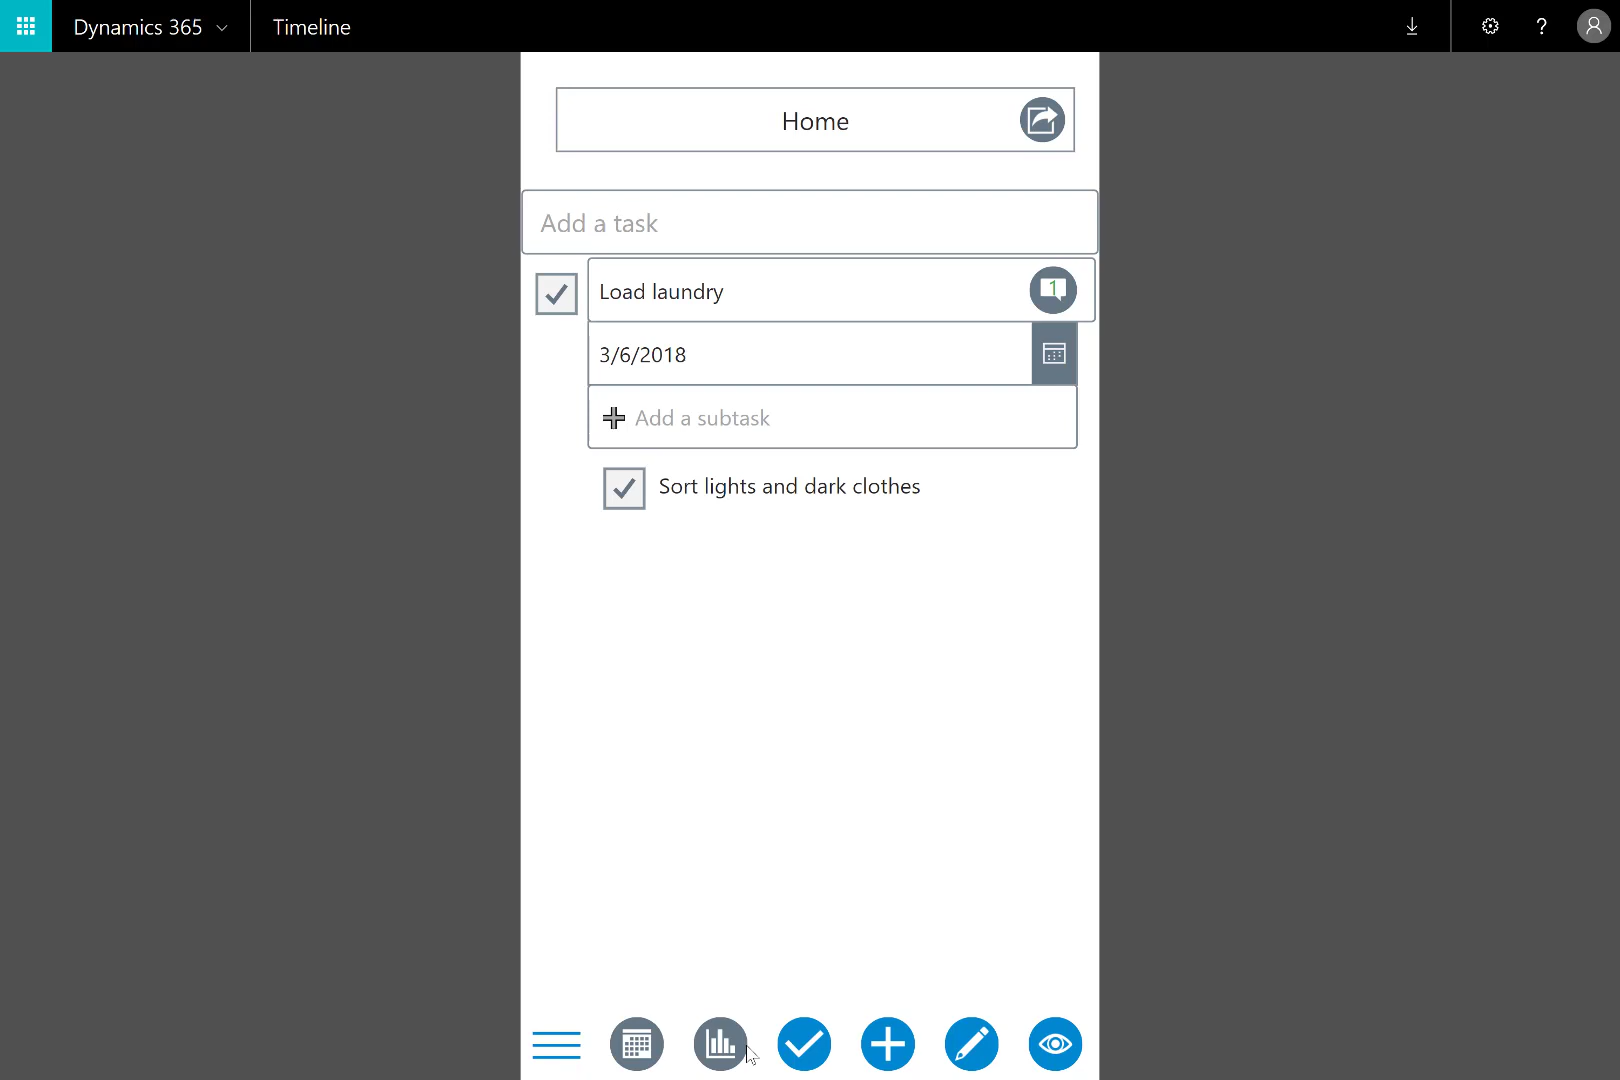 Dynamics 365
Timeline
?
Home
Add a task
Load laundry
1
3/6/2018
Add a subtask
Sort lights and dark clothes